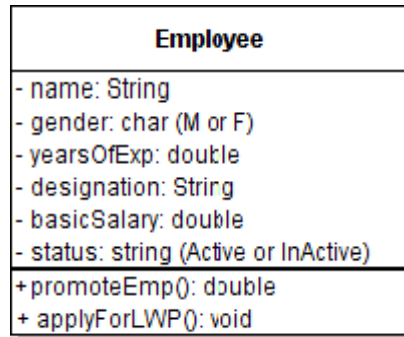 Employee
- name: String
- gender: char (M or F)
- yearsOfExp: double
- designation: String
- basicSalary: double
- status: string (Active or InActive)
+promoteEmp(): double
+ applyForLWP(): void